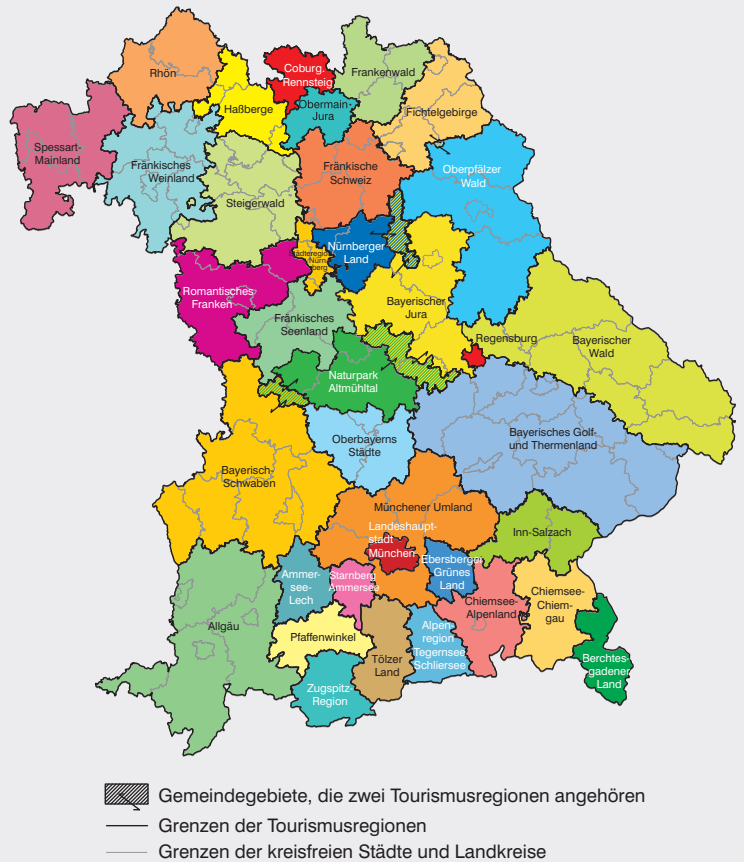 Rhön
Coburg.
Rennsteig
Frankenwald
Haßberge
Obermain-
Jura
Fichtelgebirge
Spessart-
Mainland
Fränkisches
Weinland
Fränkische
Schweiz
Oberpfälzer
Wald
Steigerwald
Städteregion
Nürn-
berg
Nürnberger
Land
Romantisches
Franken
Bayerischer
Jura
Fränkisches
Seenland
Regensburg
Bayerischer
Wald
Naturpark
Altmühltal
Oberbayerns
Städte
Bayerisches Golf-
und Thermenland
Bayerisch-
Schwaben
Münchener Umland
Landeshaupt-
stadt
München
Inn-Salzach
Ebersberger
Grünes
Land
Ammer-
see-
Lech
Starnberg
Ammersee
Chiemsee-
Alpenland
Chiemsee-
Chiem-
gau
Allgäu
Pfaffenwinkel
Tölzer
Land
Alpen-
region
Tegernsee
Schliersee
Berchtes-
gadener
Land
Zugspitz-
Region
Gemeindegebiete, die zwei Tourismusregionen angehören
Grenzen der Tourismusregionen
Grenzen der kreisfreien Städte und Landkreise